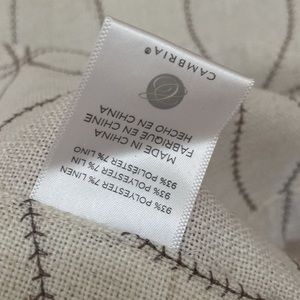 CAMBRIA®
MADE IN CHINA
FABRIQUE EN CHINE
HECHO EN CHINA
93% POLYESTER 7% LINEN
93% POLYESTER 7% LIN
93% POLIESTER 7% LINO